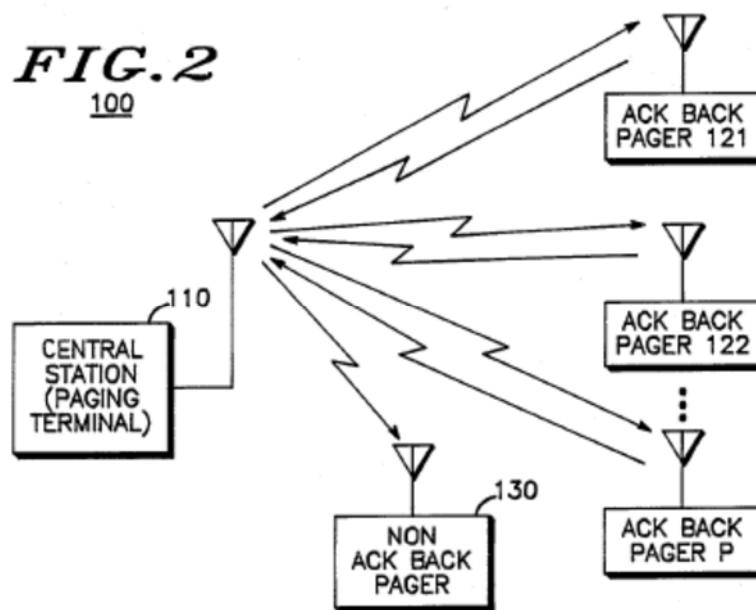 FIG.2
100
ACK BACK
PAGER 121
110
CENTRAL
STATION
(PAGING
TERMINAL)
ACK BACK
PAGER 122
130
NON
ACK BACK
PAGER
ACK BACK
PAGER P